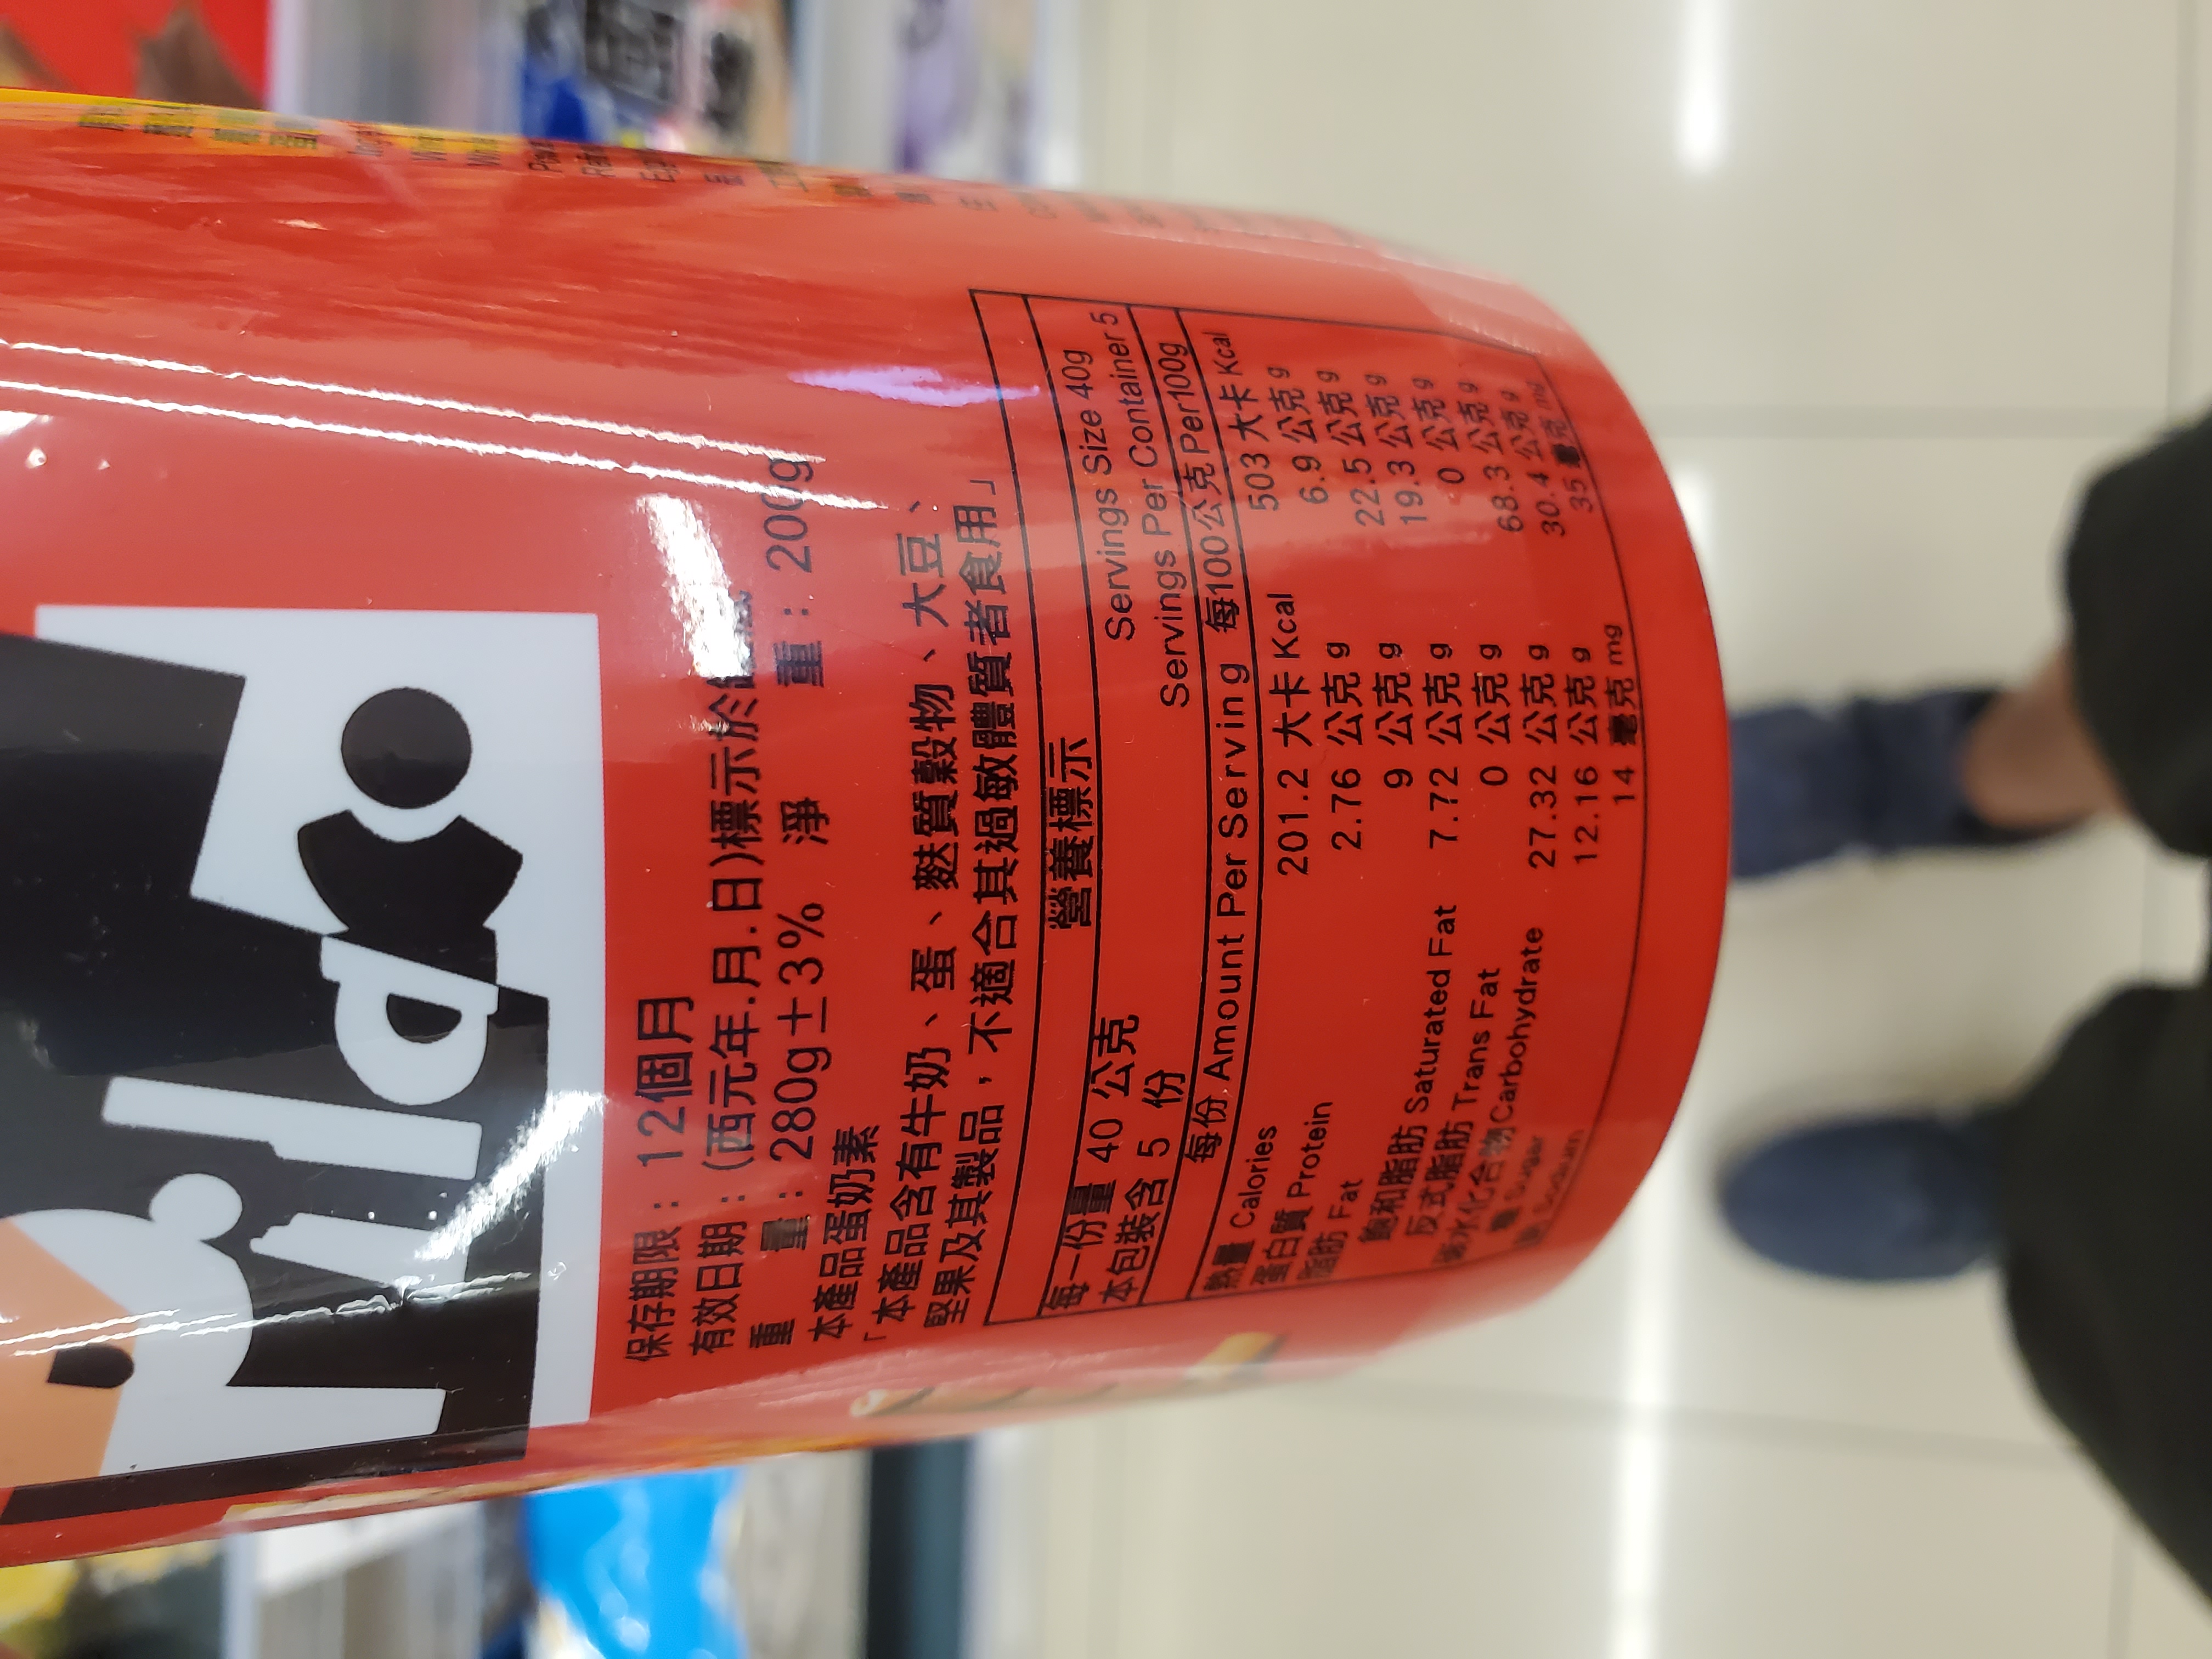 Pilaco
保存期限：12個月
有效日期：(西元年.月.日)標示於
重 量：280g±3% 淨 重：200g
本產品蛋奶素
「本產品含有牛奶、蛋、麩質穀物、大豆、
堅果及其製品，不適合其過敏體質者食用」
營養標示
每一份量 40 公克 Servings Size 40g
本包裝含 5 份 Servings Per Container 5
每份 Amount Per Serving 每100公克 Per100g
熱量 Calories 201.2 大卡 Kcal 503 大卡 Kcal
蛋白質 Protein 2.76 公克 g 6.9 公克 g
脂肪 Fat 9 公克 g 22.5 公克 g
飽和脂肪 Saturated Fat 7.72 公克 g 19.3 公克 g
反式脂肪 Trans Fat 0 公克 g 0 公克 g
碳水化合物 Carbohydrate 27.32 公克 g 68.3 公克 g
糖 Sugar 12.16 公克 g 30.4 公克 g
鈉 Sodium 14 毫克 mg 35 毫克 mg